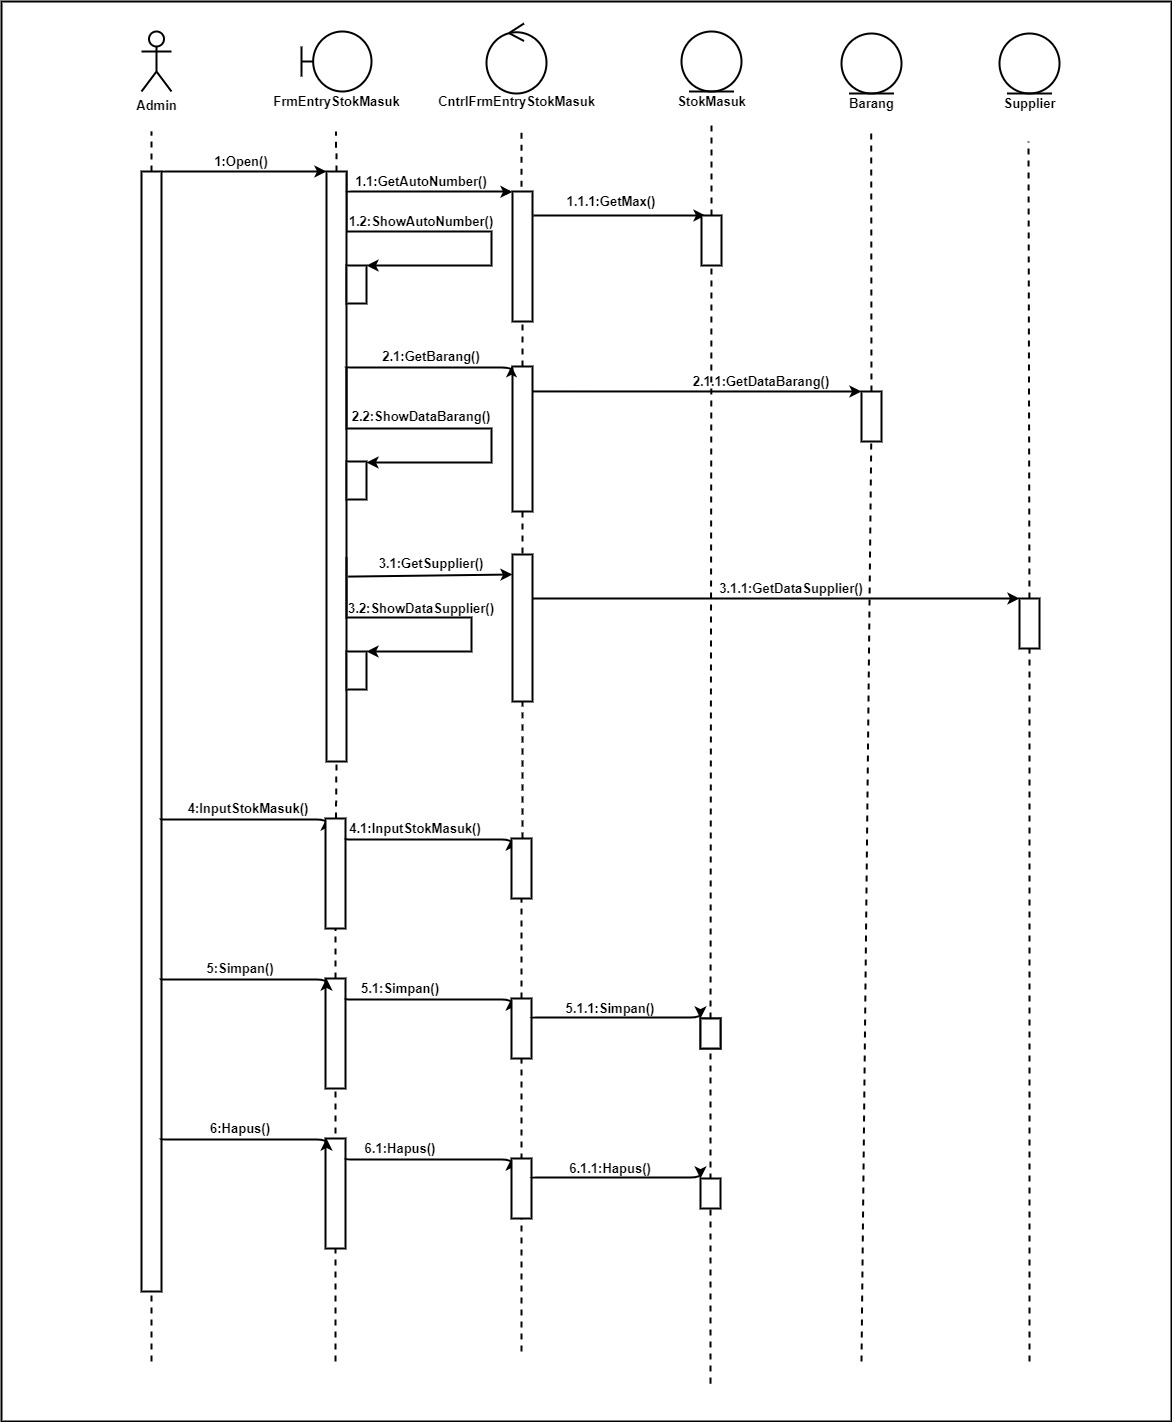 Admin
FrmEntryStokMasuk
CntrlFrmEntryStokMasuk
StokMasuk
Barang
Supplier
1:Open()
1.1:GetAutoNumber()
1.1.1:GetMax()
1.2:ShowAutoNumber()
2.1:GetBarang()
2.1.1:GetDataBarang()
2.2:ShowDataBarang()
3.1:GetSupplier()
3.1.1:GetDataSupplier()
3.2:ShowDataSupplier()
4:InputStokMasuk()
4.1:InputStokMasuk()
5:Simpan()
5.1:Simpan()
5.1.1:Simpan()
6:Hapus()
6.1:Hapus()
6.1.1:Hapus()